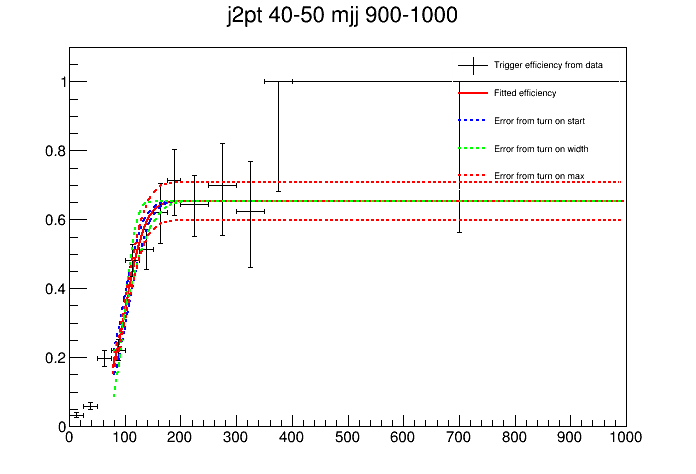 j2pt 40-50 mjj 900-1000
Trigger efficiency from data
Fitted efficiency
Error from turn on start
Error from turn on width
Error from turn on max
1
0.8
0.6
0.4
0.2
0
0 100 200 300 400 500 600 700 800 900 1000